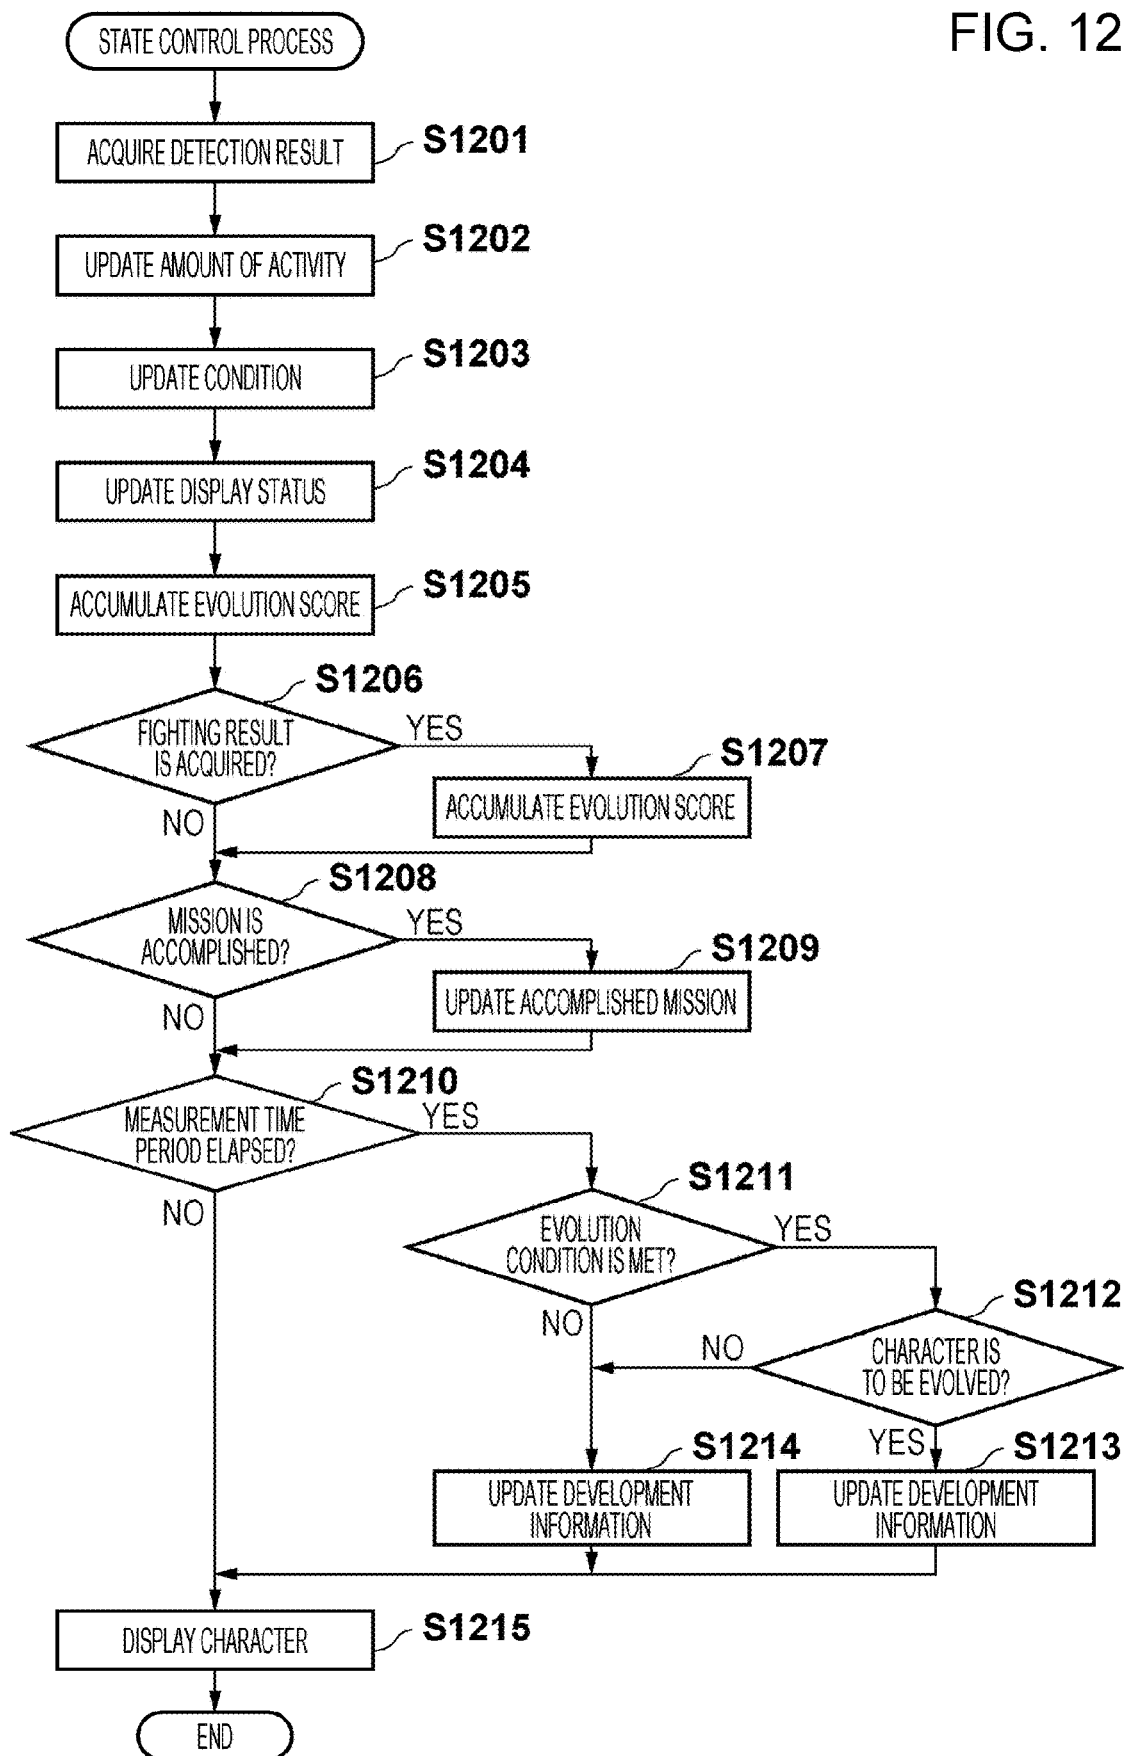 FIG. 12
STATE CONTROL PROCESS
S1201
ACQUIRE DETECTION RESULT
S1202
UPDATE AMOUNT OF ACTIVITY
S1203
UPDATE CONDITION
S1204
UPDATE DISPLAY STATUS
S1205
ACCUMULATE EVOLUTION SCORE
S1206
FIGHTING RESULT
IS ACQUIRED?
YES
NO
S1207
ACCUMULATE EVOLUTION SCORE
S1208
MISSION IS
ACCOMPLISHED?
YES
NO
S1209
UPDATE ACCOMPLISHED MISSION
S1210
MEASUREMENT TIME
PERIOD ELAPSED?
YES
NO
S1211
EVOLUTION
CONDITION IS MET?
YES
NO
S1212
CHARACTER IS
TO BE EVOLVED?
NO
YES
S1214
UPDATE DEVELOPMENT
INFORMATION
S1213
UPDATE DEVELOPMENT
INFORMATION
S1215
DISPLAY CHARACTER
END